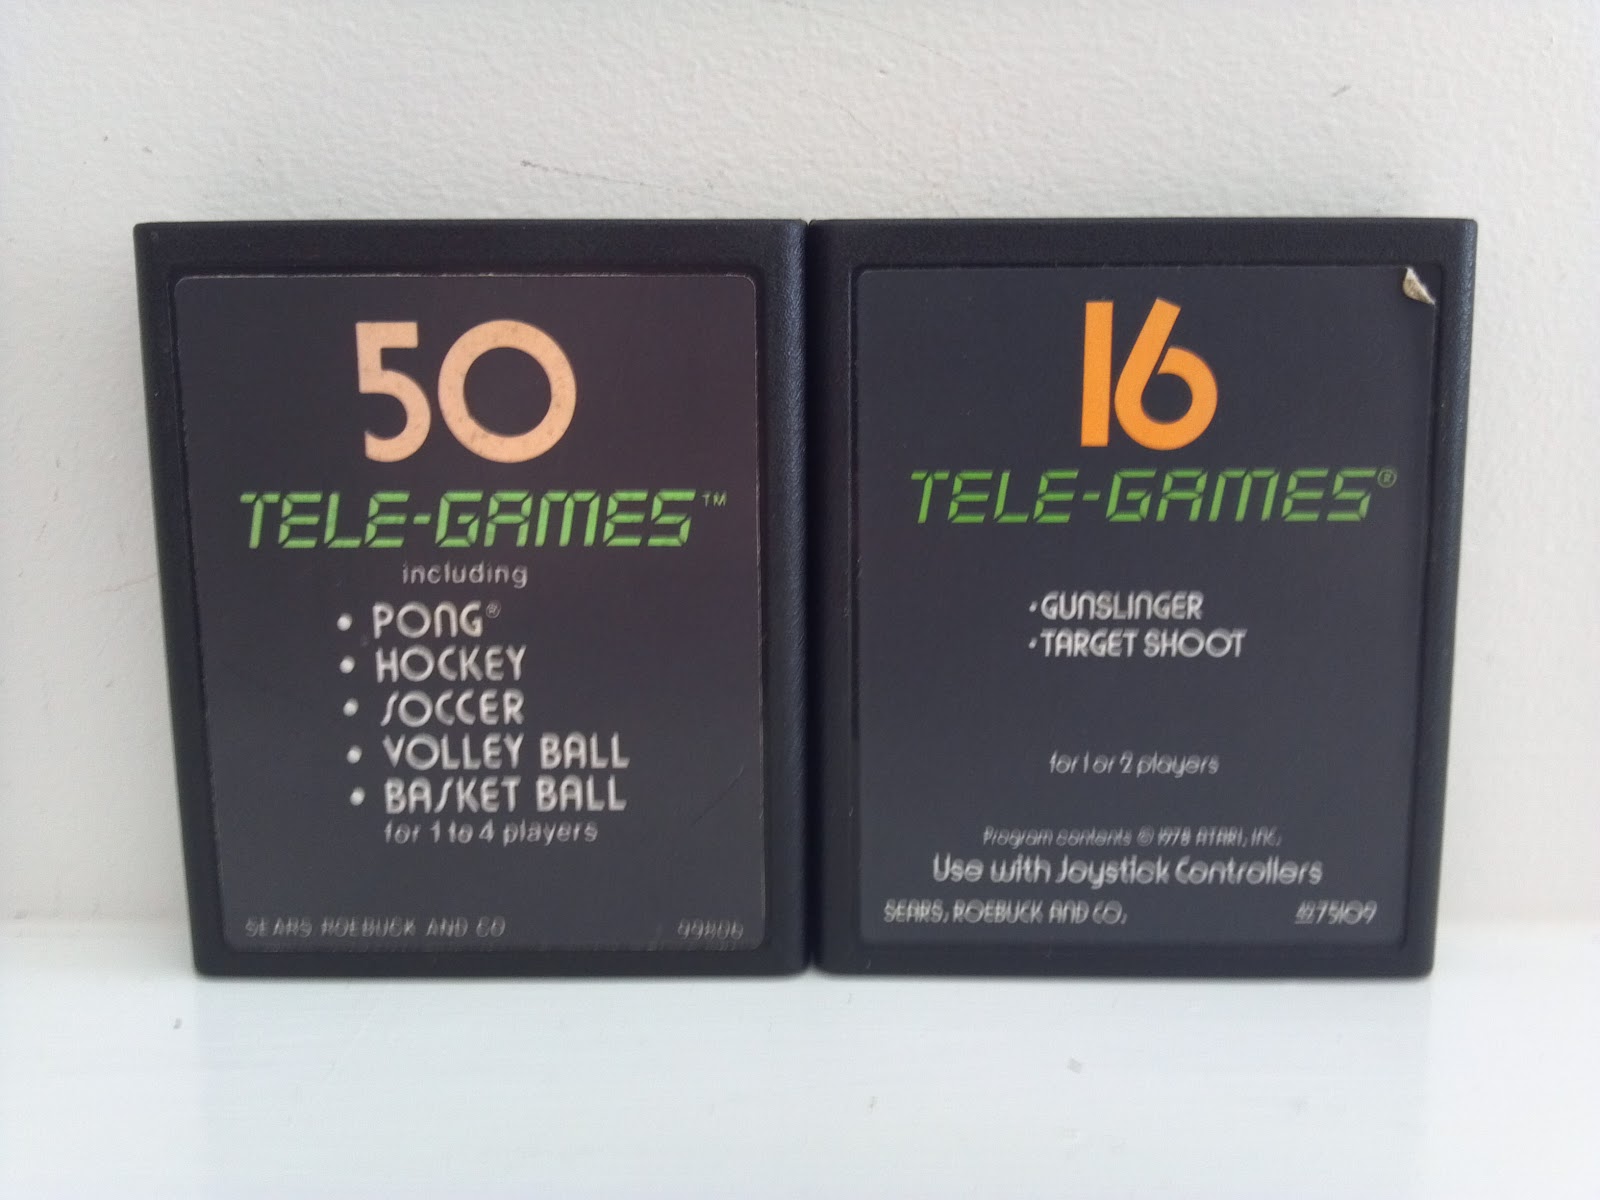 50
TELE-GAMES™
including
• PONG®
• HOCKEY
• SOCCER
• VOLLEY BALL
• BASKET BALL
for 1 to 4 players
SEARS ROEBUCK AND CO
99806
16
TELE-GAMES®
•GUNSLINGER
•TARGET SHOOT
for 1 or 2 players
Program contents © 1978 ATARI, INC.
Use with Joystick Controllers
SEARS, ROEBUCK AND CO.
49 75109